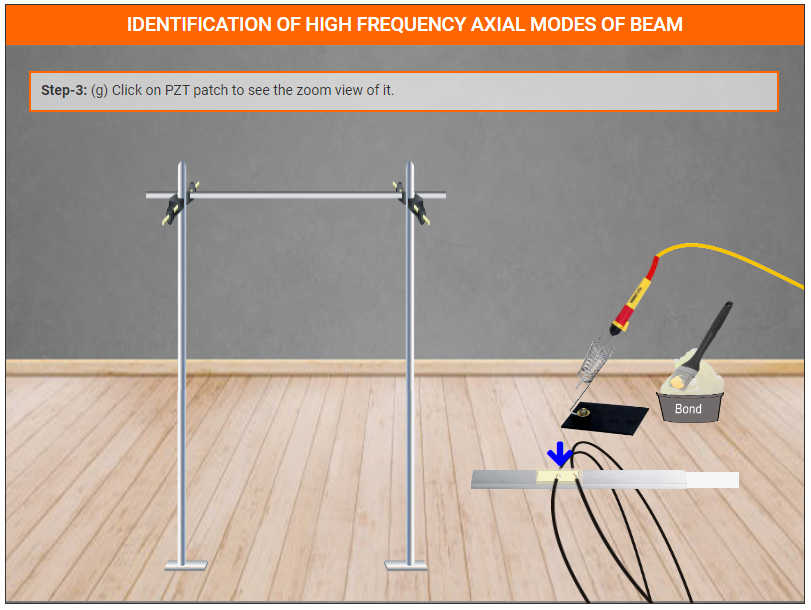 IDENTIFICATION OF HIGH FREQUENCY AXIAL MODES OF BEAM
Step-3: (g) Click on PZT patch to see the zoom view of it.
Bond